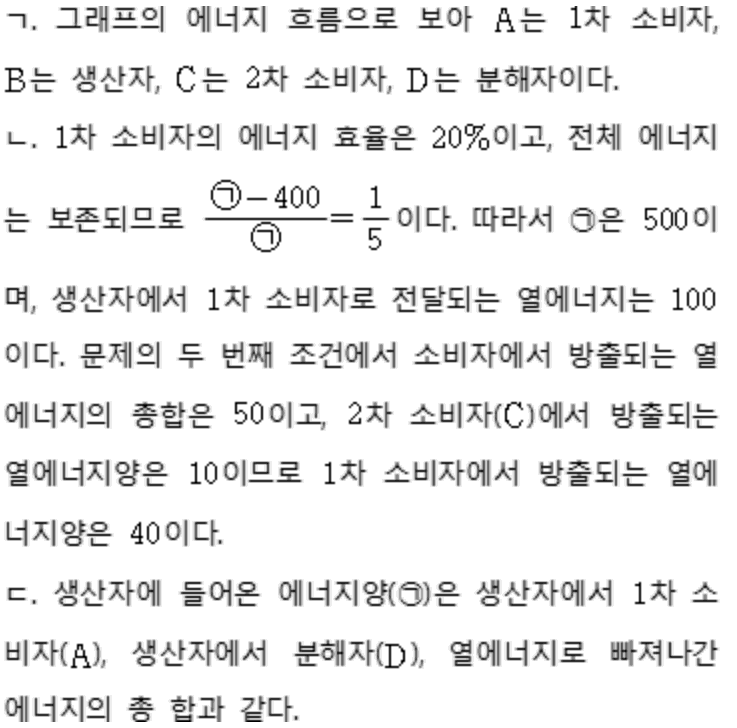 ㄱ. 그래프의 에너지 흐름으로 보아 A는 1차 소비자,
B는 생산자, C는 2차 소비자, D는 분해자이다.
ㄴ. 1차 소비자의 에너지 효율은 20%이고, 전체 에너지
는 보존되므로 (㉠-400)/㉠ = 1/5 이다. 따라서 ㉠은 500이
며, 생산자에서 1차 소비자로 전달되는 열에너지는 100
이다. 문제의 두 번째 조건에서 소비자에서 방출되는 열
에너지의 총합은 50이고, 2차 소비자(C)에서 방출되는
열에너지양은 10이므로 1차 소비자에서 방출되는 열에
너지양은 40이다.
ㄷ. 생산자에 들어온 에너지양(㉠)은 생산자에서 1차 소
비자(A), 생산자에서 분해자(D), 열에너지로 빠져나간
에너지의 총 합과 같다.